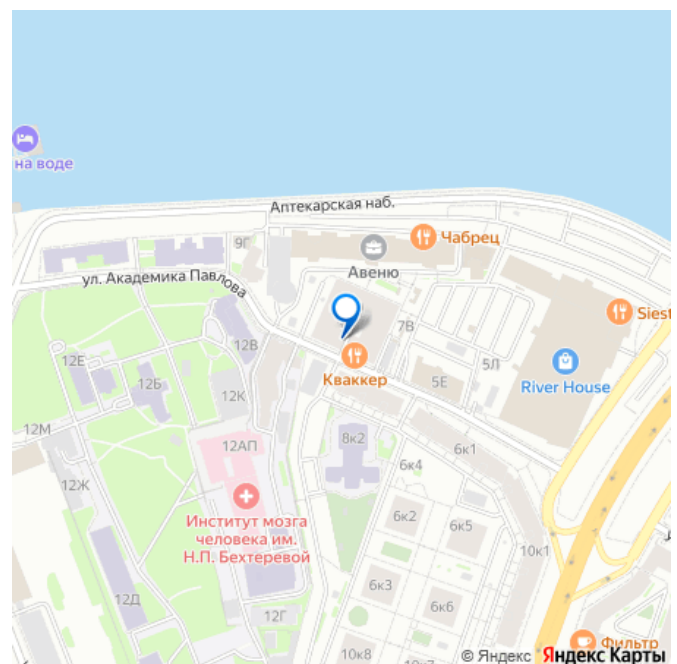 на воде
Аптекарская наб.
9Г
Чабрец
Авеню
ул. Академика Павлова
Siest
7В
12В
Кваккер
5Л
5Е
River House
12Е
12Б
12К
12М
12АП
8к2
6к1
6к4
12Ж
Институт мозга
человека им.
Н.П. Бехтеревой
6к2
6к5
10к1
6к3
12Д
6к6
12Г
Фильтр
10к8
© Яндекс Яндекс Карты